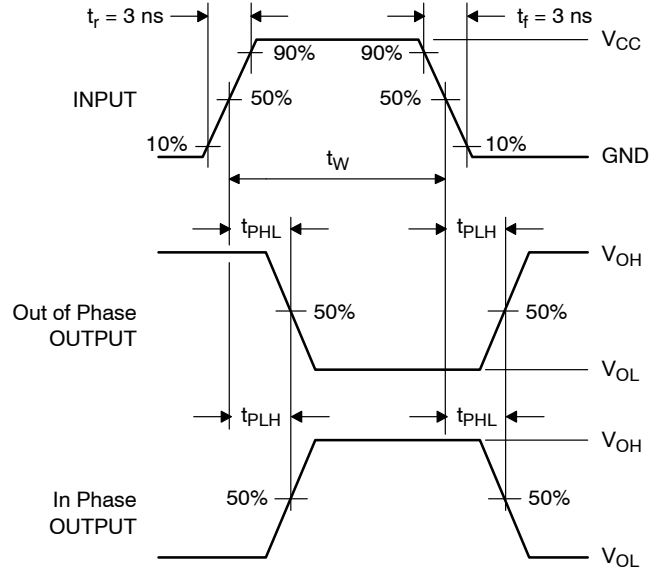 tr = 3 ns
tf = 3 ns
VCC
90%
90%
INPUT
50%
50%
10%
10%
GND
tW
tPHL
tPLH
VOH
Out of Phase
OUTPUT
50%
50%
VOL
tPLH
tPHL
VOH
In Phase
OUTPUT
50%
50%
VOL